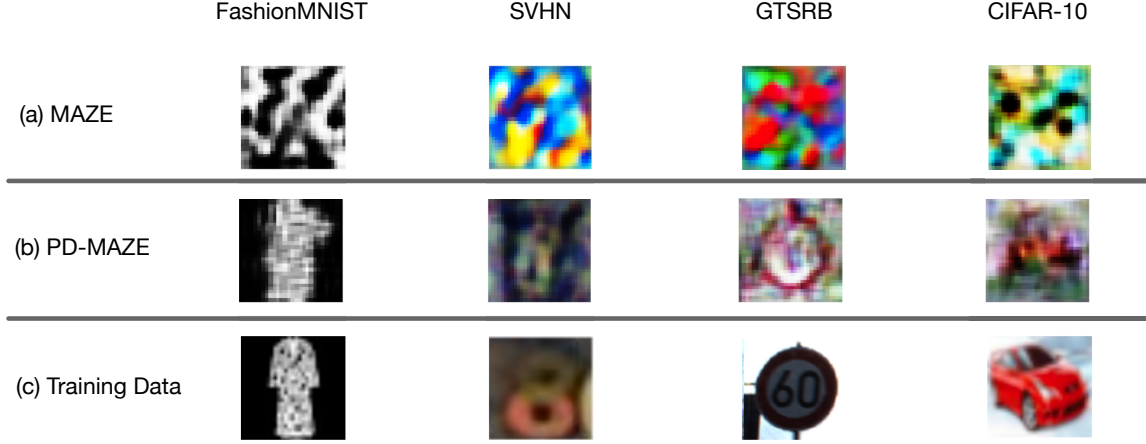 FashionMNIST SVHN GTSRB CIFAR-10
(a) MAZE
(b) PD-MAZE
(c) Training Data
60